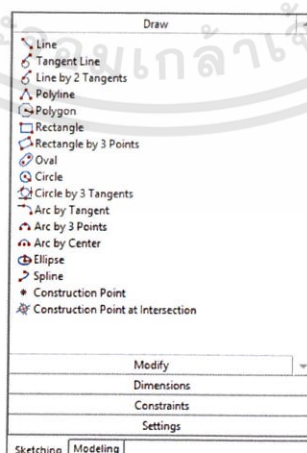 Draw
Line
Tangent Line
Line by 2 Tangents
Polyline
Polygon
Rectangle
Rectangle by 3 Points
Oval
Circle
Circle by 3 Tangents
Arc by Tangent
Arc by 3 Points
Arc by Center
Ellipse
Spline
Construction Point
Construction Point at Intersection
Modify
Dimensions
Constraints
Settings
Sketching
Modeling